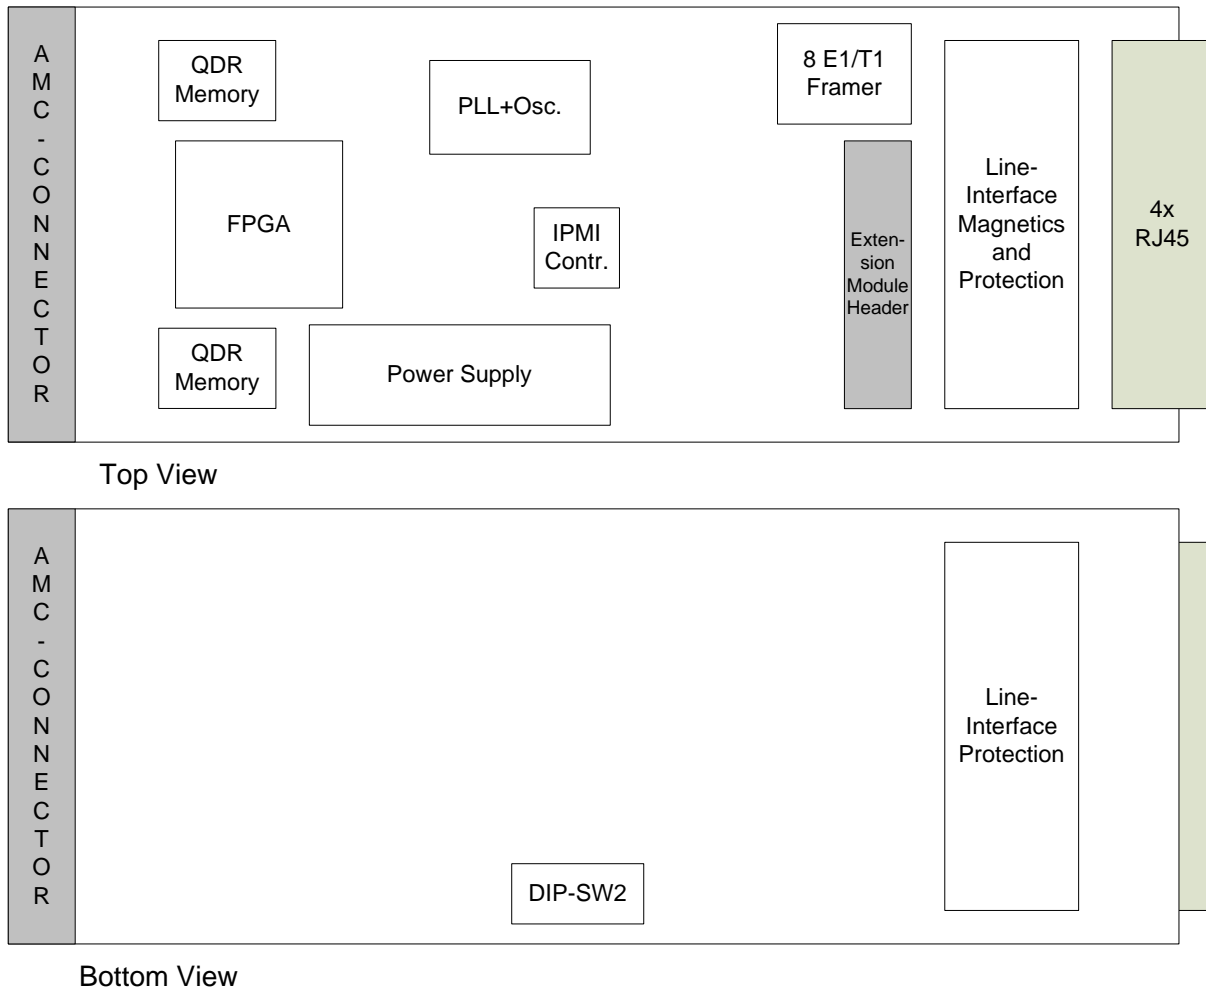 A
M
C
-
C
O
N
N
E
C
T
O
R
QDR
Memory
FPGA
QDR
Memory
PLL+Osc.
IPMI
Contr.
Power Supply
8 E1/T1
Framer
Exten-
sion
Module
Header
Line-
Interface
Magnetics
and
Protection
4x
RJ45
Top View
A
M
C
-
C
O
N
N
E
C
T
O
R
DIP-SW2
Line-
Interface
Protection
Bottom View